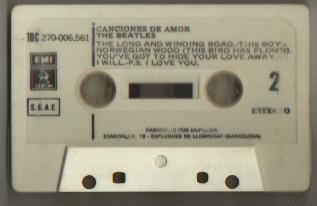 CANCIONES DE AMOR
10C 270-006.561
THE BEATLES
THE LONG AND WINDING ROAD.-THIS BOY.-
NORWEGIAN WOOD (THIS BIRD HAS FLOWN).
YOU'VE GOT TO HIDE YOUR LOVE AWAY.-
I WILL.-P.S. I LOVE YOU.
EMI
ODEON
S.G.A.E.
2
FABRICADO POR
ESMERALDA, 19 - ESPLUGUES DE LLOBREGAT (BARCELONA)